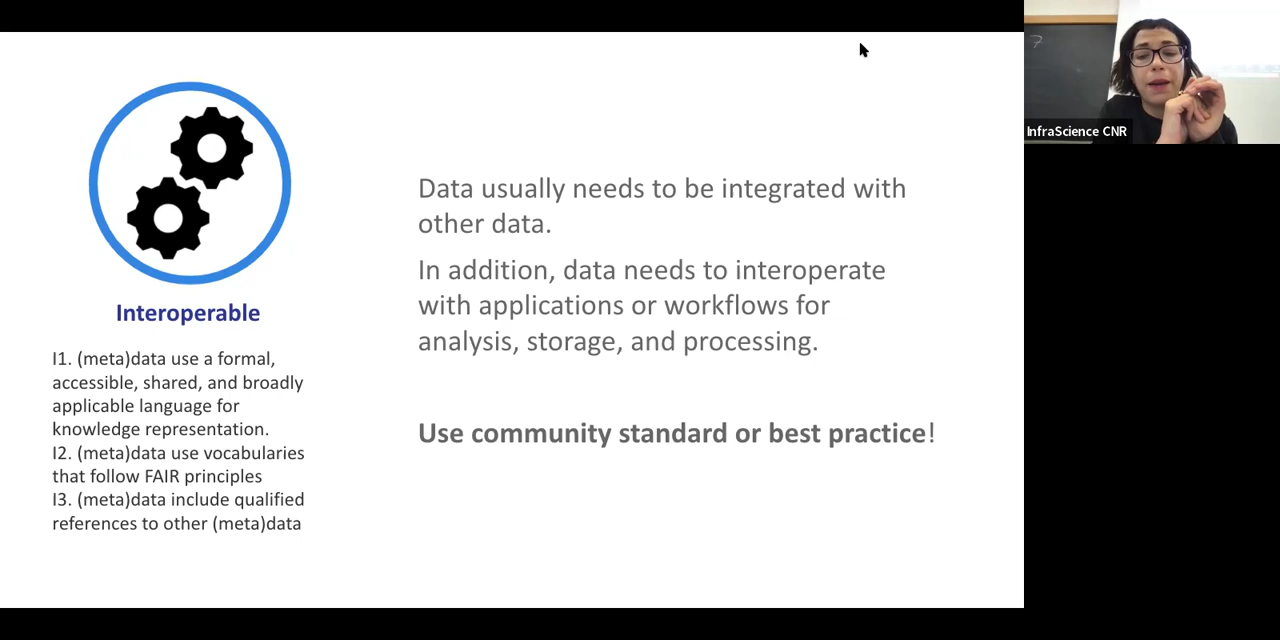 Interoperable
I1. (meta)data use a formal,
accessible, shared, and broadly
applicable language for
knowledge representation.
I2. (meta)data use vocabularies
that follow FAIR principles
I3. (meta)data include qualified
references to other (meta)data
Data usually needs to be integrated with
other data.
In addition, data needs to interoperate
with applications or workflows for
analysis, storage, and processing.
Use community standard or best practice!
InfraScience CNR